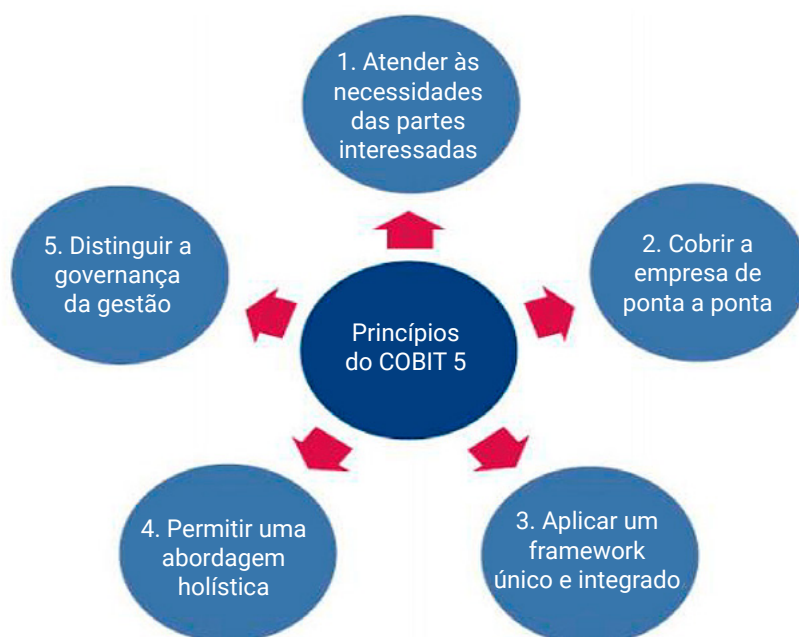 1. Atender às
necessidades
das partes
interessadas
5. Distinguir a
governança
da gestão
2. Cobrir a
empresa de
ponta a ponta
Princípios
do COBIT 5
4. Permitir uma
abordagem
holística
3. Aplicar um
framework
único e integrado